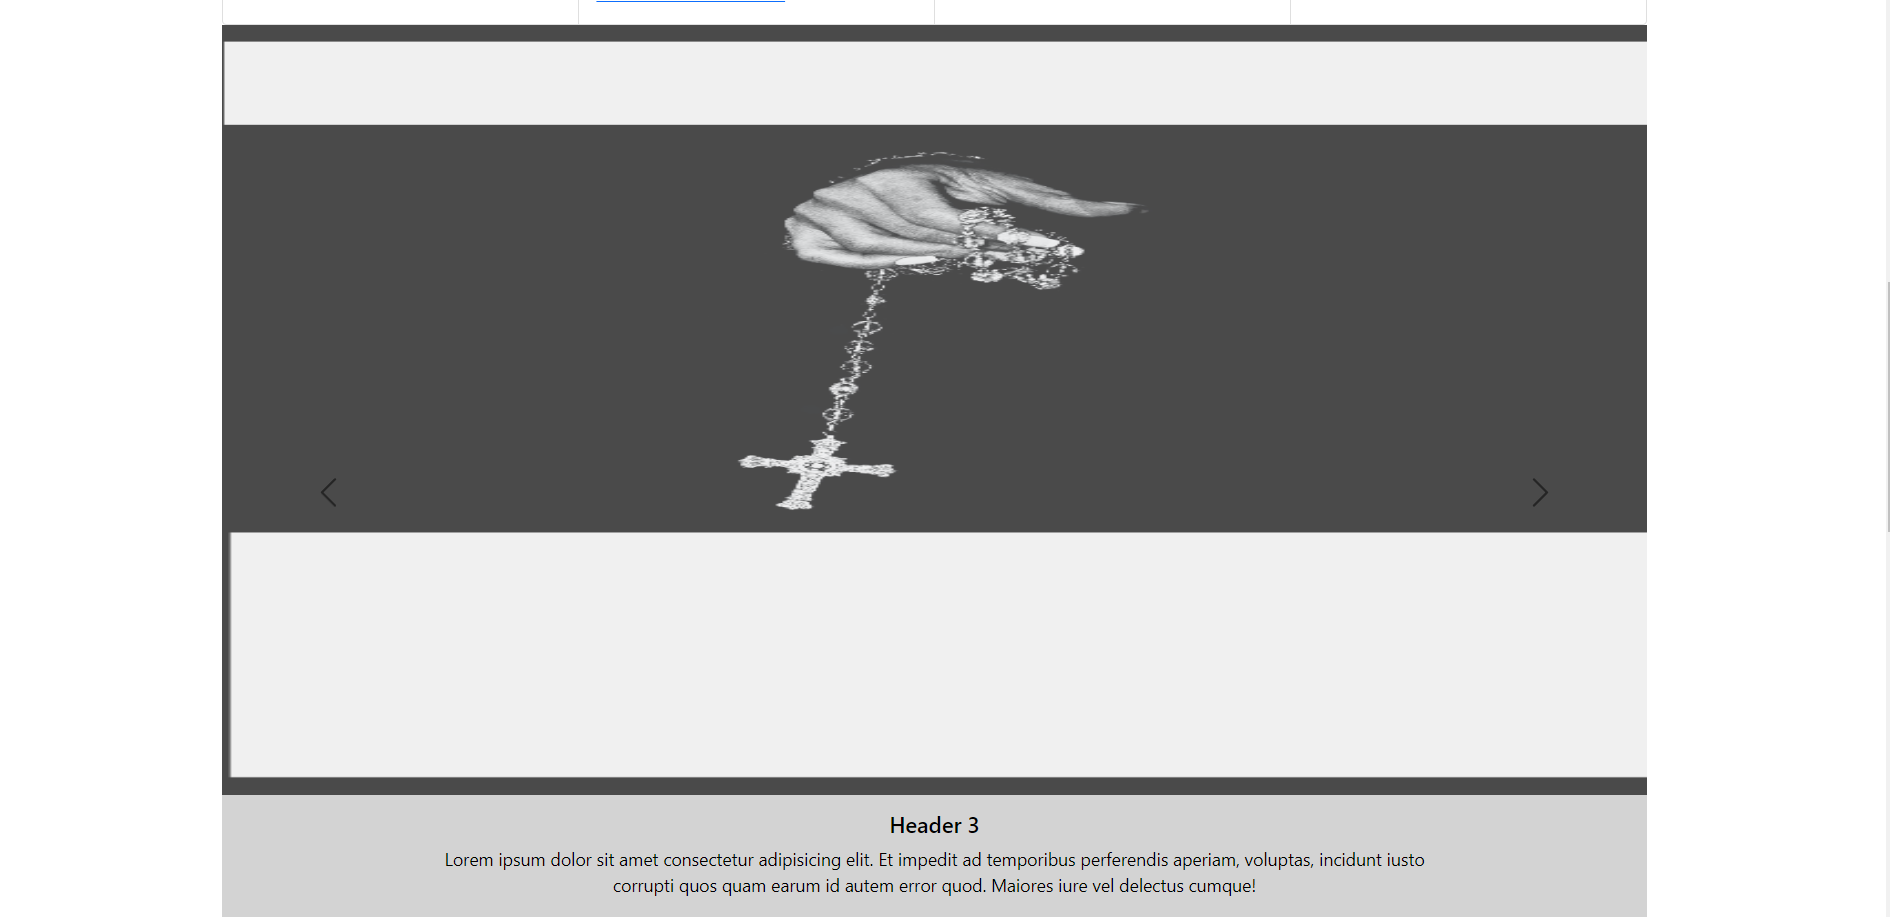 Header 3
Lorem ipsum dolor sit amet consectetur adipisicing elit. Et impedit ad temporibus perferendis aperiam, voluptas, incidunt iusto
corrupti quos quam earum id autem error quod. Maiores iure vel delectus cumque!